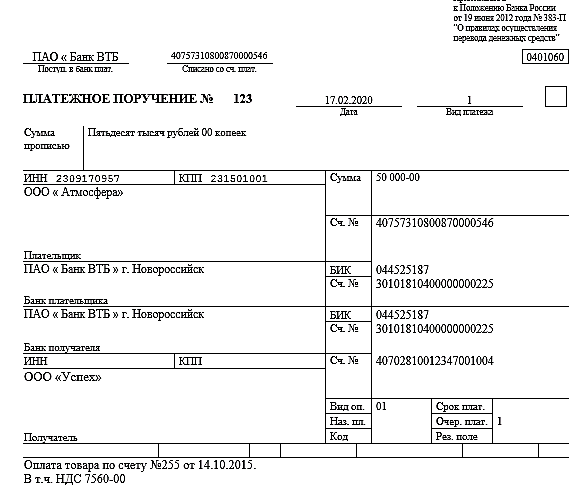 к Положению Банка России
от 19 июня 2012 года № 383-П
"О правилах осуществления
перевода денежных средств"
ПАО « Банк ВТБ 40757310800870000546 0401060
Поступ. в банк плат. Списано со сч. плат.
ПЛАТЕЖНОЕ ПОРУЧЕНИЕ № 123 17.02.2020 1
Дата Вид платежа
Сумма Пятьдесят тысяч рублей 00 копеек
прописью
ИНН 2309170957 КПП 231501001 Сумма 50 000-00
ООО « Атмосфера»
Сч. № 40757310800870000546
Плательщик
ПАО « Банк ВТБ » г. Новороссийск БИК 044525187
Сч. № 30101810400000000225
Банк плательщика
ПАО « Банк ВТБ » г. Новороссийск БИК 044525187
Сч. № 30101810400000000225
Банк получателя
ИНН КПП Сч. № 40702810012347001004
ООО «Успех»
Вид оп. 01 Срок плат.
Наз. пл. Очер. плат. 1
Получатель Код Рез. поле
Оплата товара по счету №255 от 14.10.2015.
В т.ч. НДС 7560-00